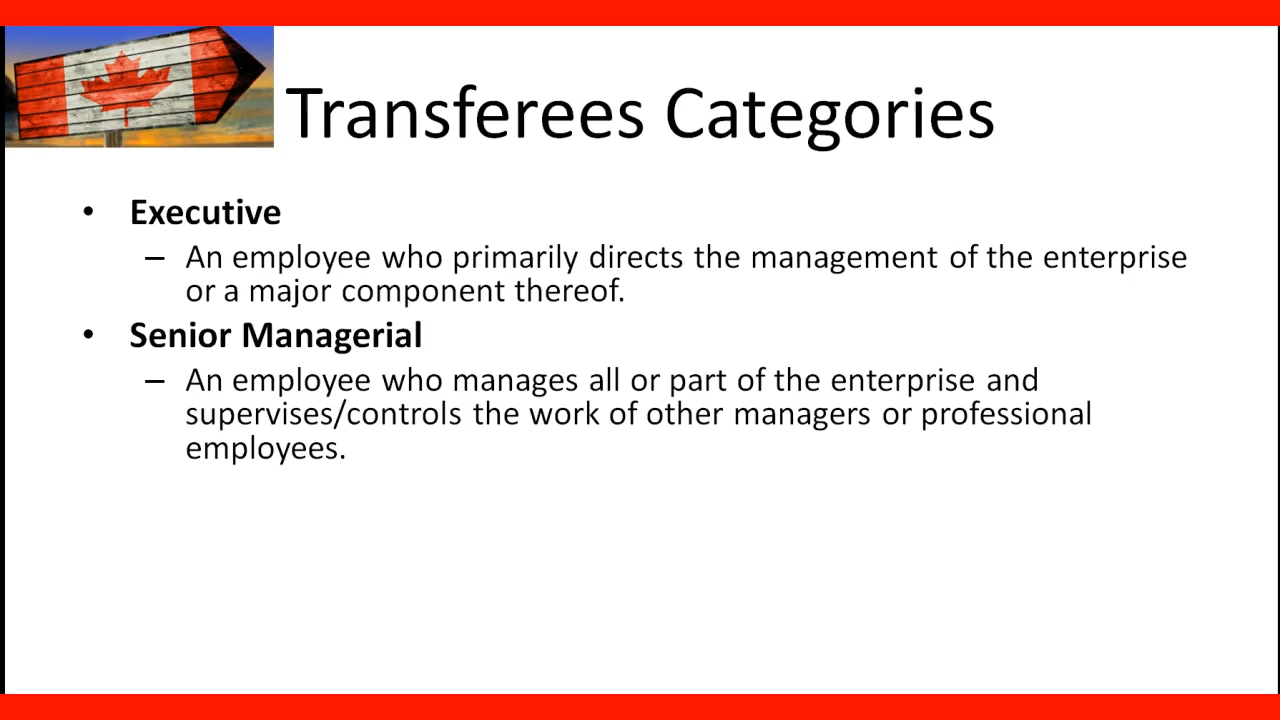 Transferees Categories
• Executive
– An employee who primarily directs the management of the enterprise
or a major component thereof.
• Senior Managerial
– An employee who manages all or part of the enterprise and
supervises/controls the work of other managers or professional
employees.